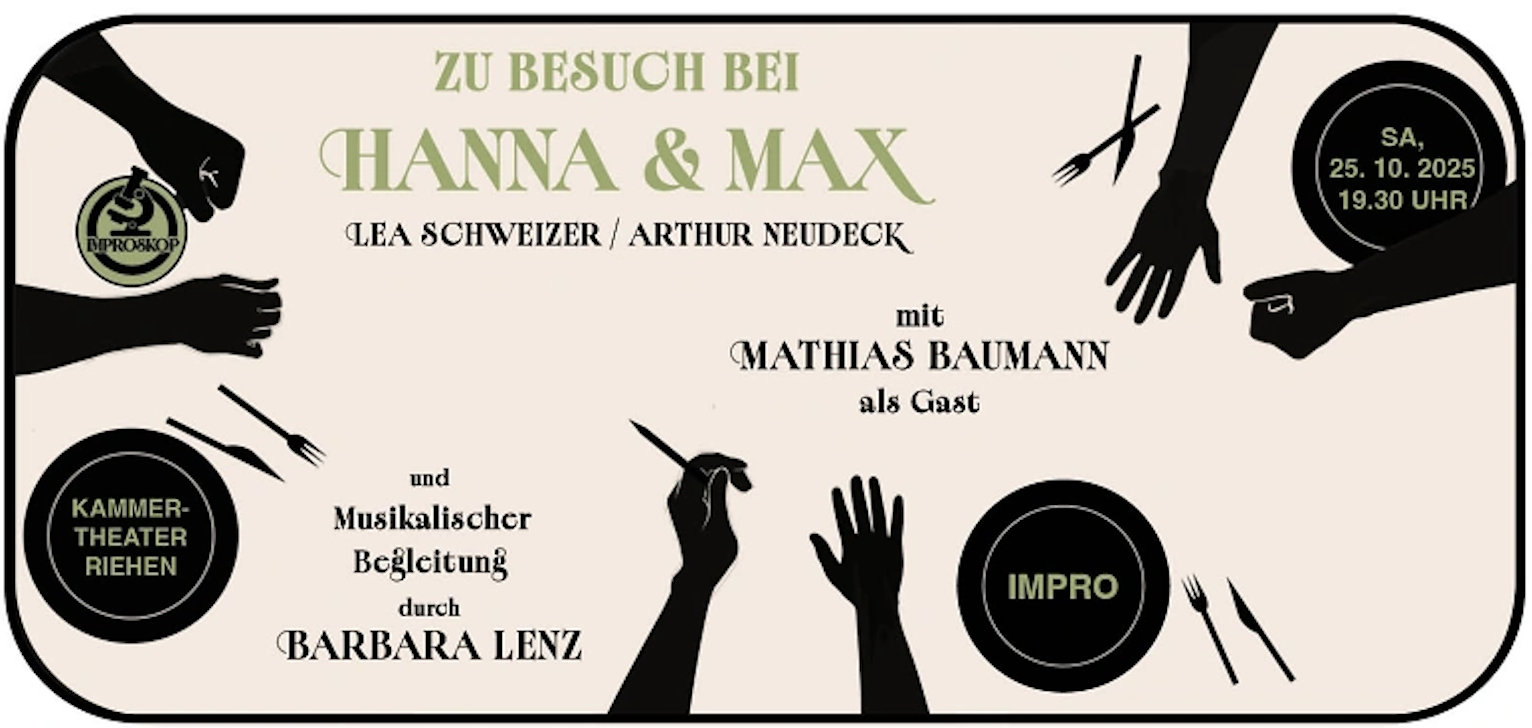 ZU BESUCH BEI
HANNA & MAX
LEA SCHWEIZER / ARTHUR NEUDECK
SA,
25. 10. 2025
19.30 UHR
IMPROSKOP
mit
MATHIAS BAUMANN
als Gast
und
Musikalischer
Begleitung
durch
BARBARA LENZ
KAMMER-
THEATER
RIEHEN
IMPRO